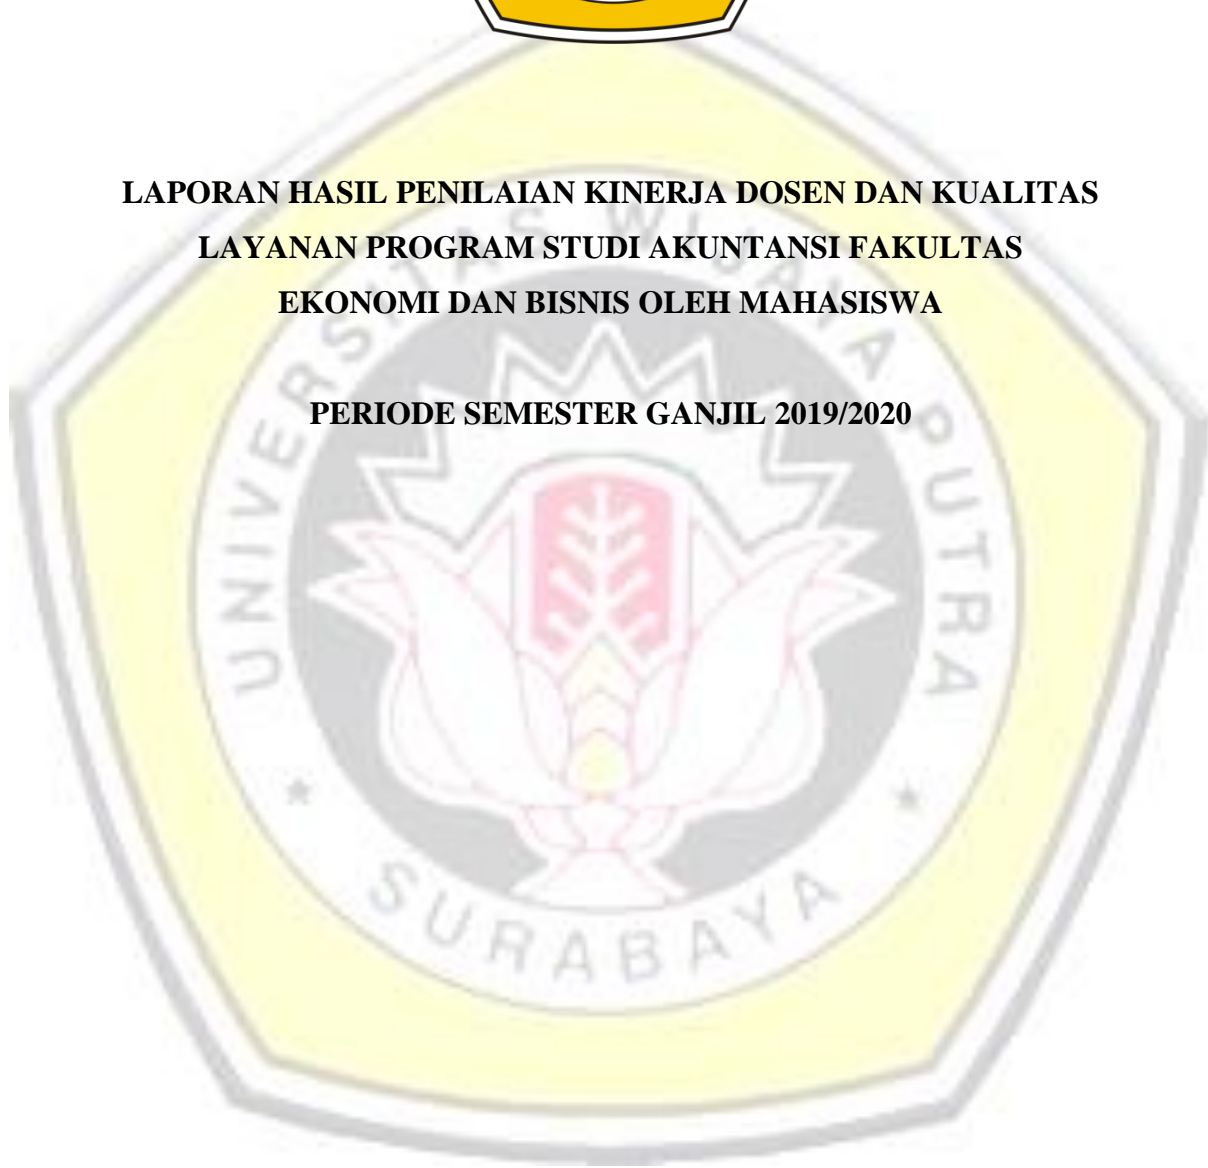 LAPORAN HASIL PENILAIAN KINERJA DOSEN DAN KUALITAS
LAYANAN PROGRAM STUDI AKUNTANSI FAKULTAS
EKONOMI DAN BISNIS OLEH MAHASISWA
PERIODE SEMESTER GANJIL 2019/2020
UNIVERSITAS WIJAYA PUTRA
SURABAYA